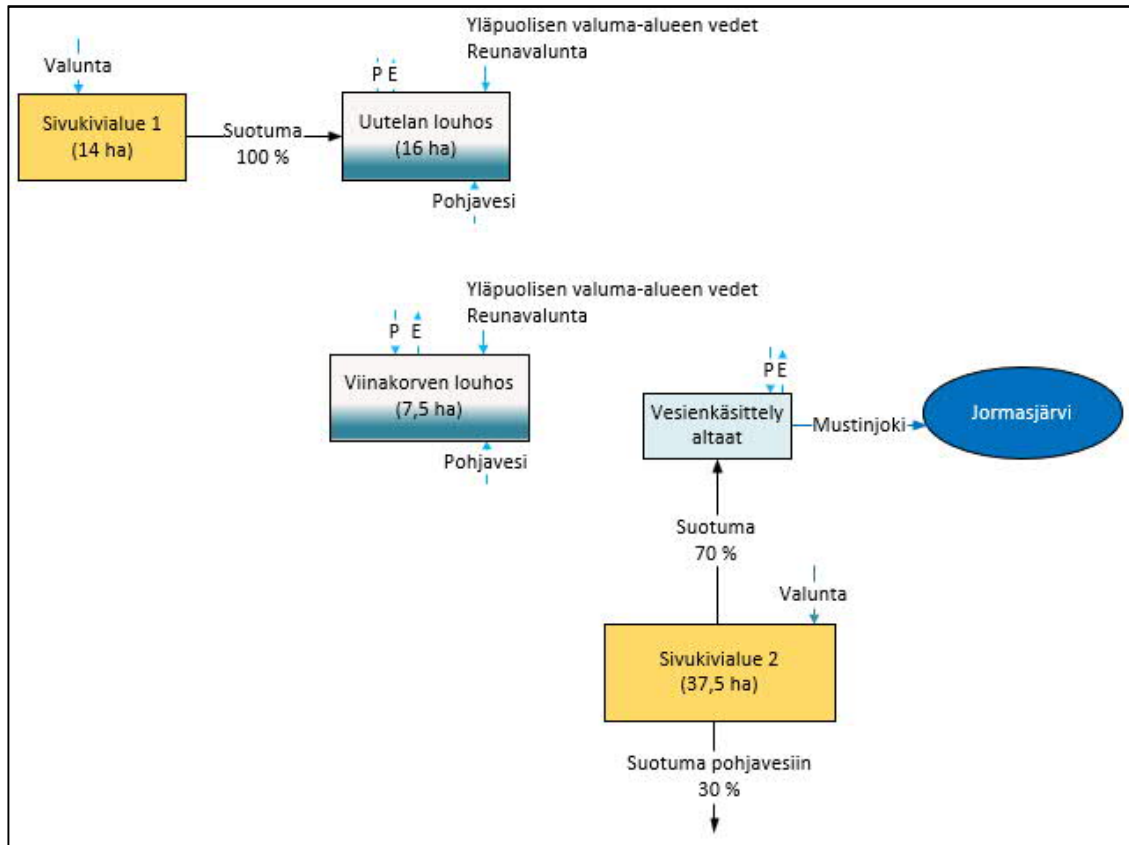 Yläpuolisen valuma-alueen vedet
Reunavalunta
Valunta
P E
Sivukivialue 1
(14 ha)
Suotuma
100 %
Uutelan louhos
(16 ha)
Pohjavesi
Yläpuolisen valuma-alueen vedet
Reunavalunta
P E
Viinakorven louhos
(7,5 ha)
Pohjavesi
P E
Vesienkäsittely
altaat
Mustinjoki
Jormasjärvi
Suotuma
70 %
Valunta
Sivukivialue 2
(37,5 ha)
Suotuma pohjavesiin
30 %